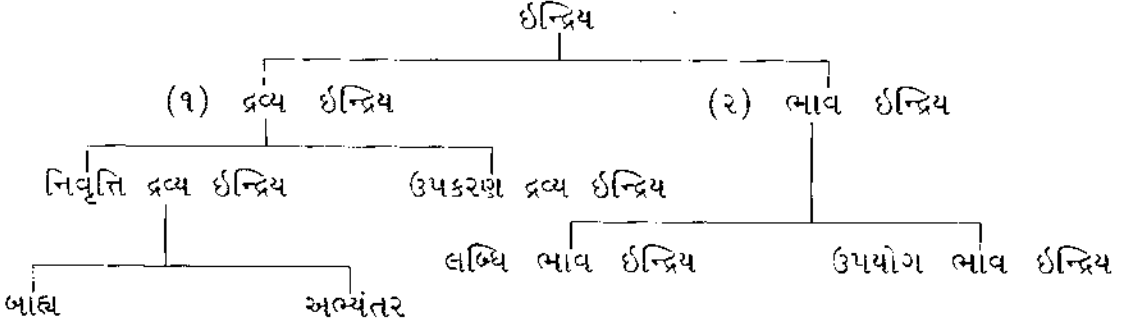 ઇન્દ્રિય
(૧) દ્રવ્ય ઇન્દ્રિય (૨) ભાવ ઇન્દ્રિય
નિવૃત્તિ દ્રવ્ય ઇન્દ્રિય ઉપકરણ દ્રવ્ય ઇન્દ્રિય
લબ્ધિ ભાવ ઇન્દ્રિય ઉપયોગ ભાવ ઇન્દ્રિય
બાહ્ય અભ્યંતર